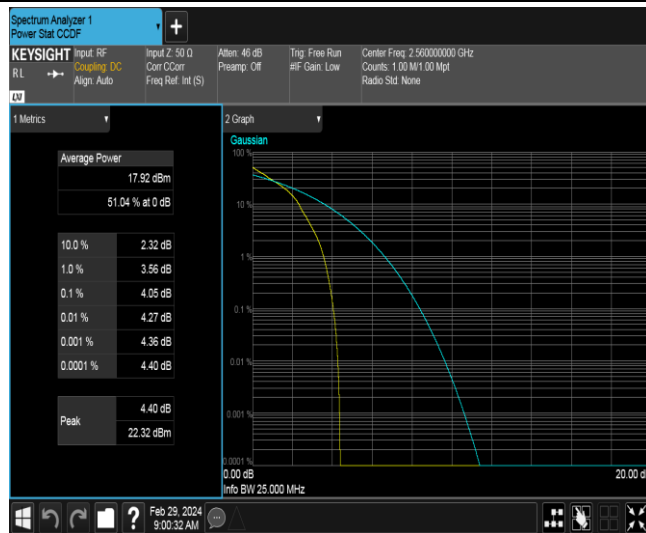 Spectrum Analyzer 1
Power Stat CCDF
+
KEYSIGHT
RL
Input: RF
Coupling: DC
Align: Auto
Input Z: 50 Ω
Corr CCorr
Freq Ref: Int (S)
Atten: 46 dB
Preamp: Off
Trig: Free Run
#IF Gain: Low
Center Freq: 2.560000000 GHz
Counts: 1.00 M/1.00 Mpt
Radio Std: None
1 Metrics
Average Power
17.92 dBm
51.04 % at 0 dB
10.0 % 2.32 dB
1.0 % 3.56 dB
0.1 % 4.05 dB
0.01 % 4.27 dB
0.001 % 4.36 dB
0.0001 % 4.40 dB
Peak
4.40 dB
22.32 dBm
2 Graph
Gaussian
100 %
10 %
1 %
0.1 %
0.01 %
0.001 %
0.0001 %
0.00 dB
20.00 d
Info BW 25.000 MHz
?
Feb 29, 2024
9:00:32 AM